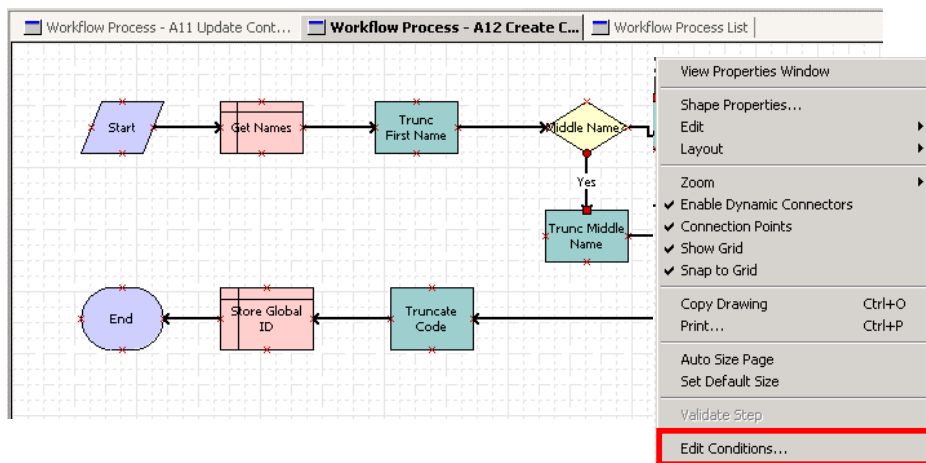 Workflow Process - A11 Update Cont...
Workflow Process - A12 Create C...
Workflow Process List
Start
Get Names
Trunc
First Name
Middle Name
Yes
Trunc Middle
Name
End
Store Global
ID
Truncate
Code
View Properties Window
Shape Properties...
Edit
Layout
Zoom
Enable Dynamic Connectors
Connection Points
Show Grid
Snap to Grid
Copy Drawing Ctrl+O
Print... Ctrl+P
Auto Size Page
Set Default Size
Validate Step
Edit Conditions...